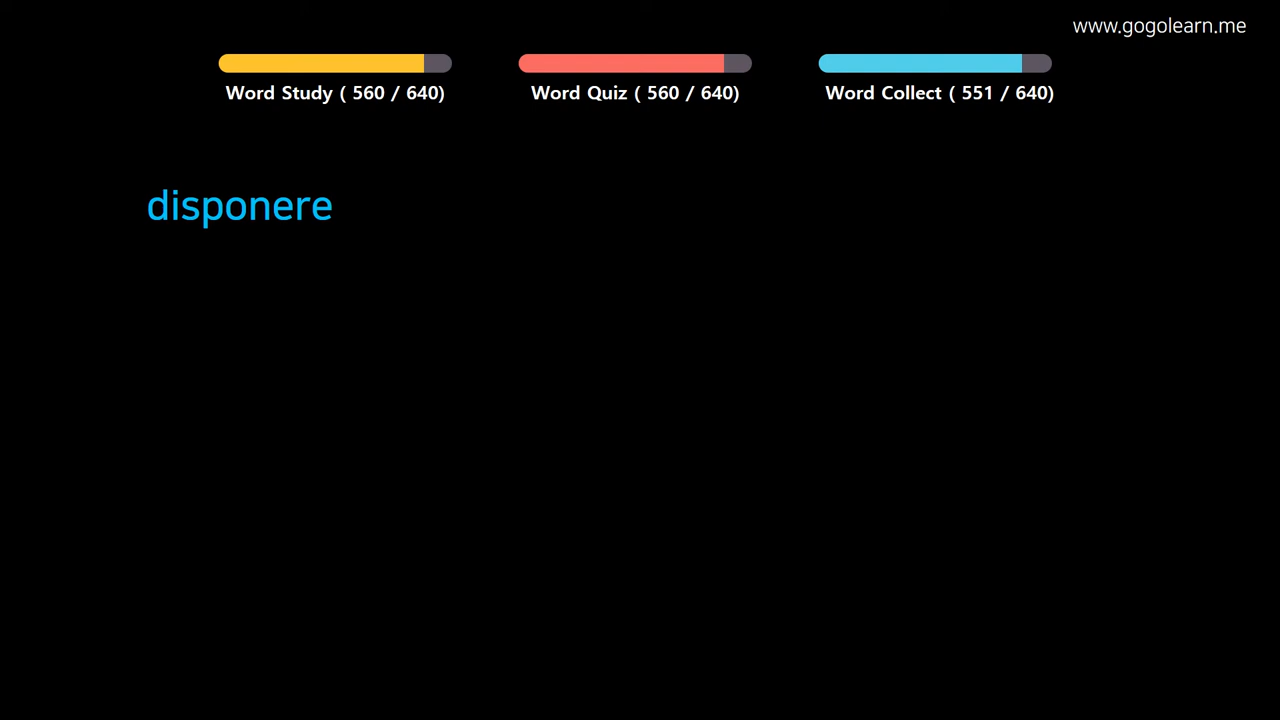 www.gogolearn.me
Word Study ( 560 / 640)
Word Quiz ( 560 / 640)
Word Collect ( 551 / 640)
disponere